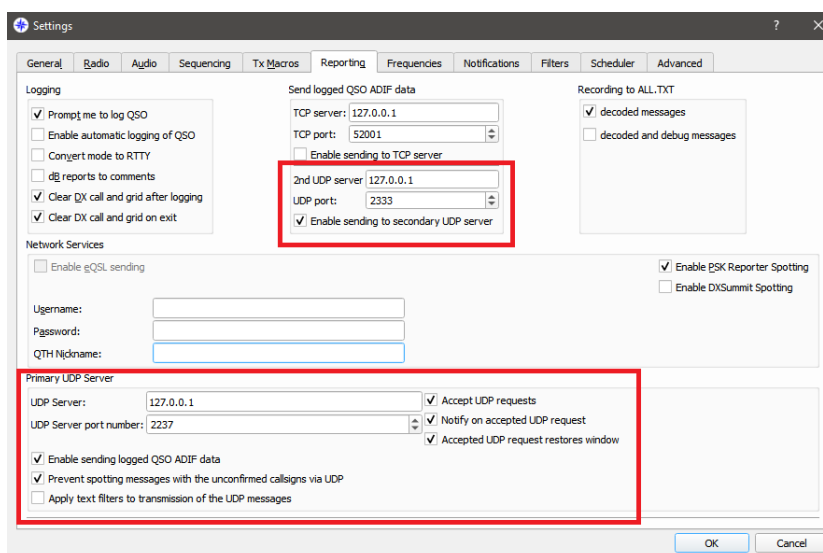 Settings
?
General
Radio
Audio
Sequencing
Tx Macros
Reporting
Frequencies
Notifications
Filters
Scheduler
Advanced
Logging
Prompt me to log QSO
Enable automatic logging of QSO
Convert mode to RTTY
dB reports to comments
Clear DX call and grid after logging
Clear DX call and grid on exit
Send logged QSO ADIF data
TCP server: 127.0.0.1
TCP port: 52001
Enable sending to TCP server
2nd UDP server 127.0.0.1
UDP port: 2333
Enable sending to secondary UDP server
Recording to ALL.TXT
decoded messages
decoded and debug messages
Network Services
Enable eQSL sending
Enable PSK Reporter Spotting
Enable DXSummit Spotting
Username:
Password:
QTH Nickname:
Primary UDP Server
UDP Server: 127.0.0.1
UDP Server port number: 2237
Accept UDP requests
Notify on accepted UDP request
Accepted UDP request restores window
Enable sending logged QSO ADIF data
Prevent spotting messages with the unconfirmed callsigns via UDP
Apply text filters to transmission of the UDP messages
OK
Cancel